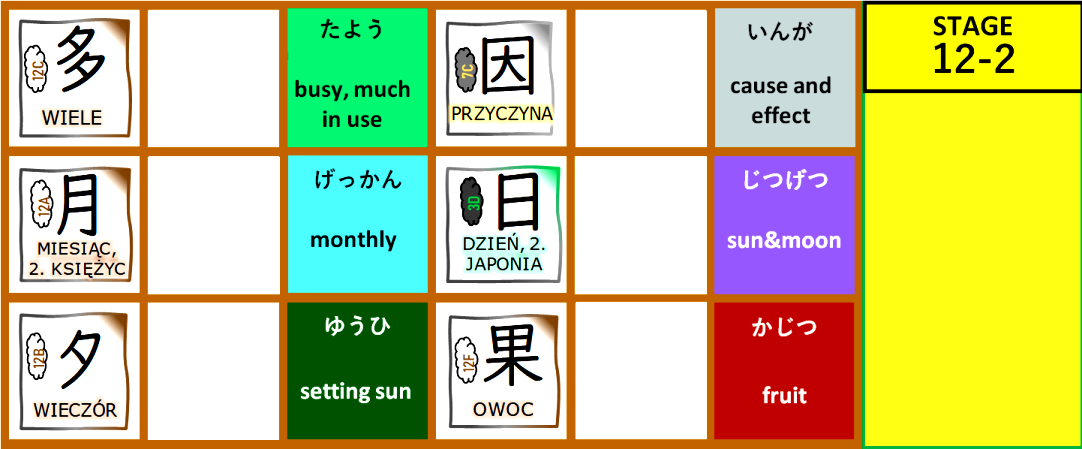 12C
多
WIELE
たよう
busy, much
in use
7C
因
PRZYCZYNA
いんが
cause and
effect
STAGE
12-2
12A
月
MIESIĄC,
2. KSIĘŻYC
げっかん
monthly
3D
日
DZIEŃ, 2.
JAPONIA
じつげつ
sun&moon
12B
夕
WIECZÓR
ゆうひ
setting sun
12F
果
OWOC
かじつ
fruit